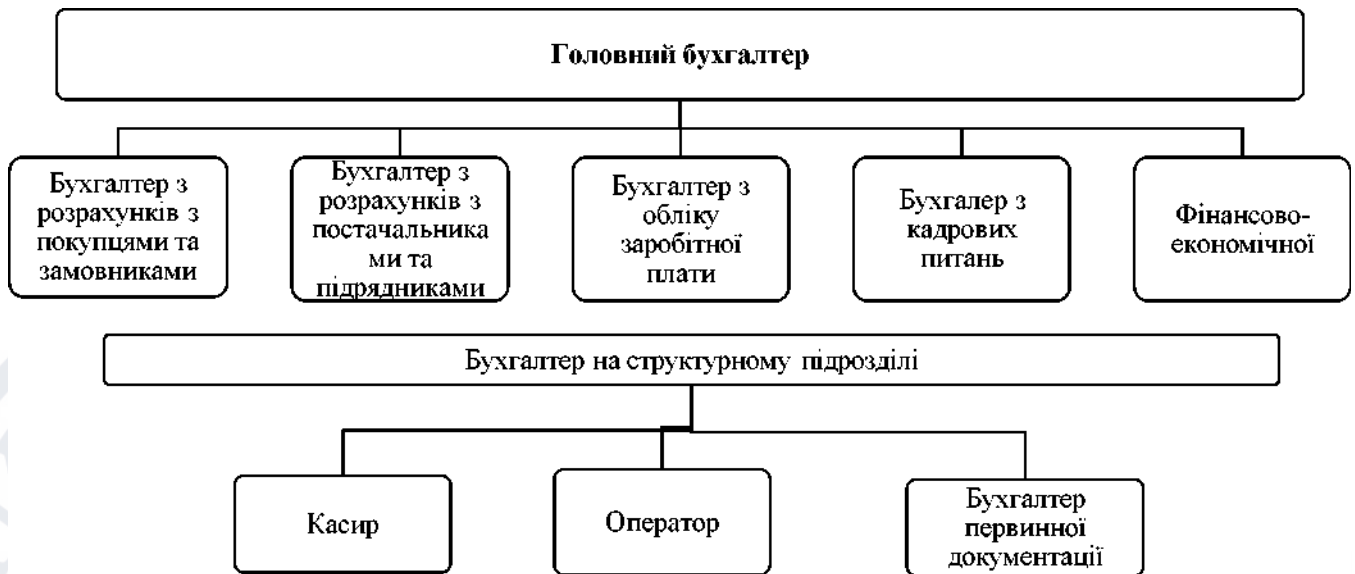 Головний бухгалтер
Бухгалтер з
розрахунків з
покупцями та
замовниками
Бухгалтер з
розрахунків з
постачальника
ми та
підрядниками
Бухгалтер з
обліку
заробітної
плати
Бухгалер з
кадрових
питань
Фінансово-
економічної
Бухгалтер на структурному підрозділі
Касир
Оператор
Бухгалтер
первинної
документації